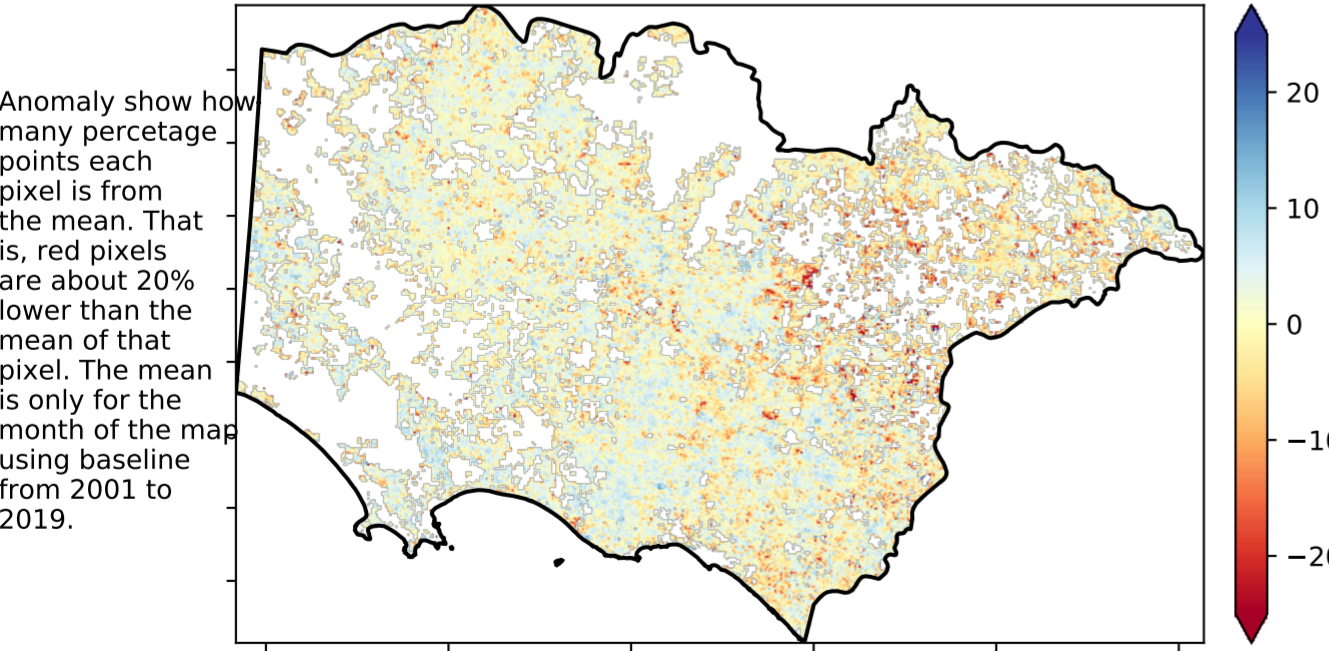 Anomaly show how
many percetage
points each
pixel is from
the mean. That
is, red pixels
are about 20%
lower than the
mean of that
pixel. The mean
is only for the
month of the map
using baseline
from 2001 to
2019.
20
10
0
−10
−20